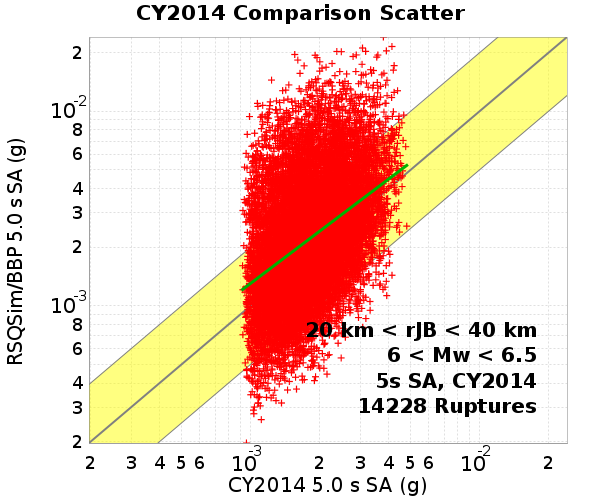 CY2014 Comparison Scatter
RSQSim/BBP 5.0 s SA (g)
2
10-2
8
6
4
3
2
10-3
8
6
4
3
2
20 km < rJB < 40 km
6 < Mw < 6.5
5s SA, CY2014
14228 Ruptures
2 3 4 5 6 10-3 2 3 4 5 6 10-2 2
CY2014 5.0 s SA (g)